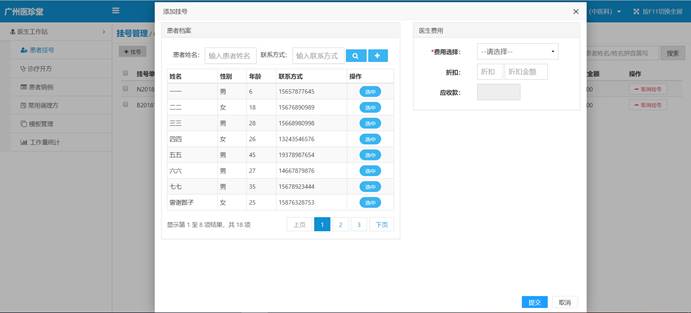 广州医珍堂
添加挂号
(中医科)
按F11切换全屏
医生工作站
患者挂号
诊疗开方
患者病例
常用调理方
模板管理
工作量统计
挂号管理 /
挂号
患者姓名/姓名拼音简写
搜索
挂号单
N2018
B2018
金额
操作
00
取消挂号
00
取消挂号
患者档案
患者姓名: 输入患者姓名 联系方式: 输入联系方式
姓名 性别 年龄 联系方式 操作
一一 男 6 15657877645 选中
二二 女 18 15676890989 选中
三三 男 28 15668980998 选中
四四 女 26 13243546576 选中
五五 男 45 19378987654 选中
六六 男 27 14667879876 选中
七七 男 35 15678923444 选中
女 25 15876328753 选中
显示第 1 至 8 项结果，共 18 项
上页 1 2 3 下页
医生费用
*费用选择: --请选择--
折扣: 折扣 折扣金额
应收款:
提交 取消